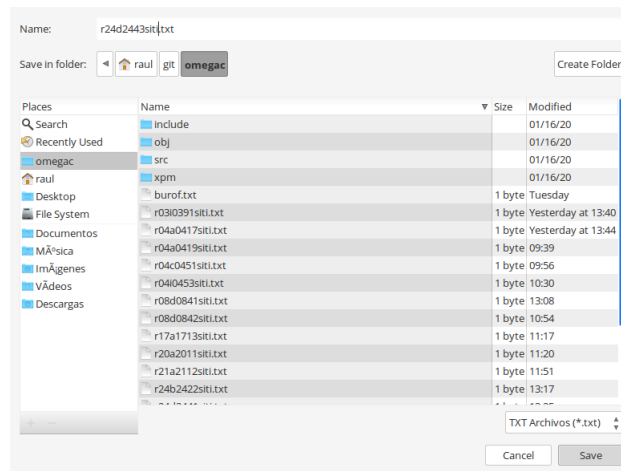 Name: r24d2443siti.txt
Save in folder: raul git omegac Create Folder
Places Name Size Modified
Search include 01/16/20
Recently Used obj 01/16/20
omegac src 01/16/20
raul xpm 01/16/20
Desktop burof.txt 1 byte Tuesday
File System r03i0391siti.txt 1 byte Yesterday at 13:40
Documentos r04a0417siti.txt 1 byte Yesterday at 13:44
MÃºsica r04a0419siti.txt 1 byte 09:39
ImÃ¡genes r04c0451siti.txt 1 byte 09:56
VÃdeos r04i0453siti.txt 1 byte 10:30
Descargas r08d0841siti.txt 1 byte 13:08
r08d0842siti.txt 1 byte 10:54
r17a1713siti.txt 1 byte 11:17
r20a2011siti.txt 1 byte 11:20
r21a2112siti.txt 1 byte 11:51
r24b2422siti.txt 1 byte 13:17
TXT Archivos (*.txt)
Cancel Save